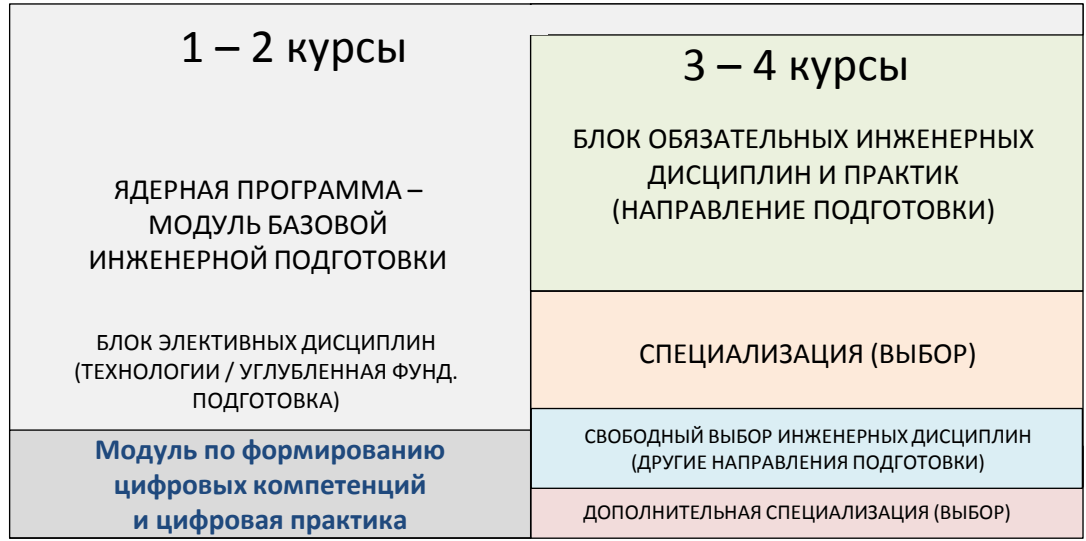 1 – 2 курсы
ЯДЕРНАЯ ПРОГРАММА –
МОДУЛЬ БАЗОВОЙ
ИНЖЕНЕРНОЙ ПОДГОТОВКИ
БЛОК ЭЛЕКТИВНЫХ ДИСЦИПЛИН
(ТЕХНОЛОГИИ / УГЛУБЛЕННАЯ ФУНД.
ПОДГОТОВКА)
Модуль по формированию
цифровых компетенций
и цифровая практика
3 – 4 курсы
БЛОК ОБЯЗАТЕЛЬНЫХ ИНЖЕНЕРНЫХ
ДИСЦИПЛИН И ПРАКТИК
(НАПРАВЛЕНИЕ ПОДГОТОВКИ)
СПЕЦИАЛИЗАЦИЯ (ВЫБОР)
СВОБОДНЫЙ ВЫБОР ИНЖЕНЕРНЫХ ДИСЦИПЛИН
(ДРУГИЕ НАПРАВЛЕНИЯ ПОДГОТОВКИ)
ДОПОЛНИТЕЛЬНАЯ СПЕЦИАЛИЗАЦИЯ (ВЫБОР)